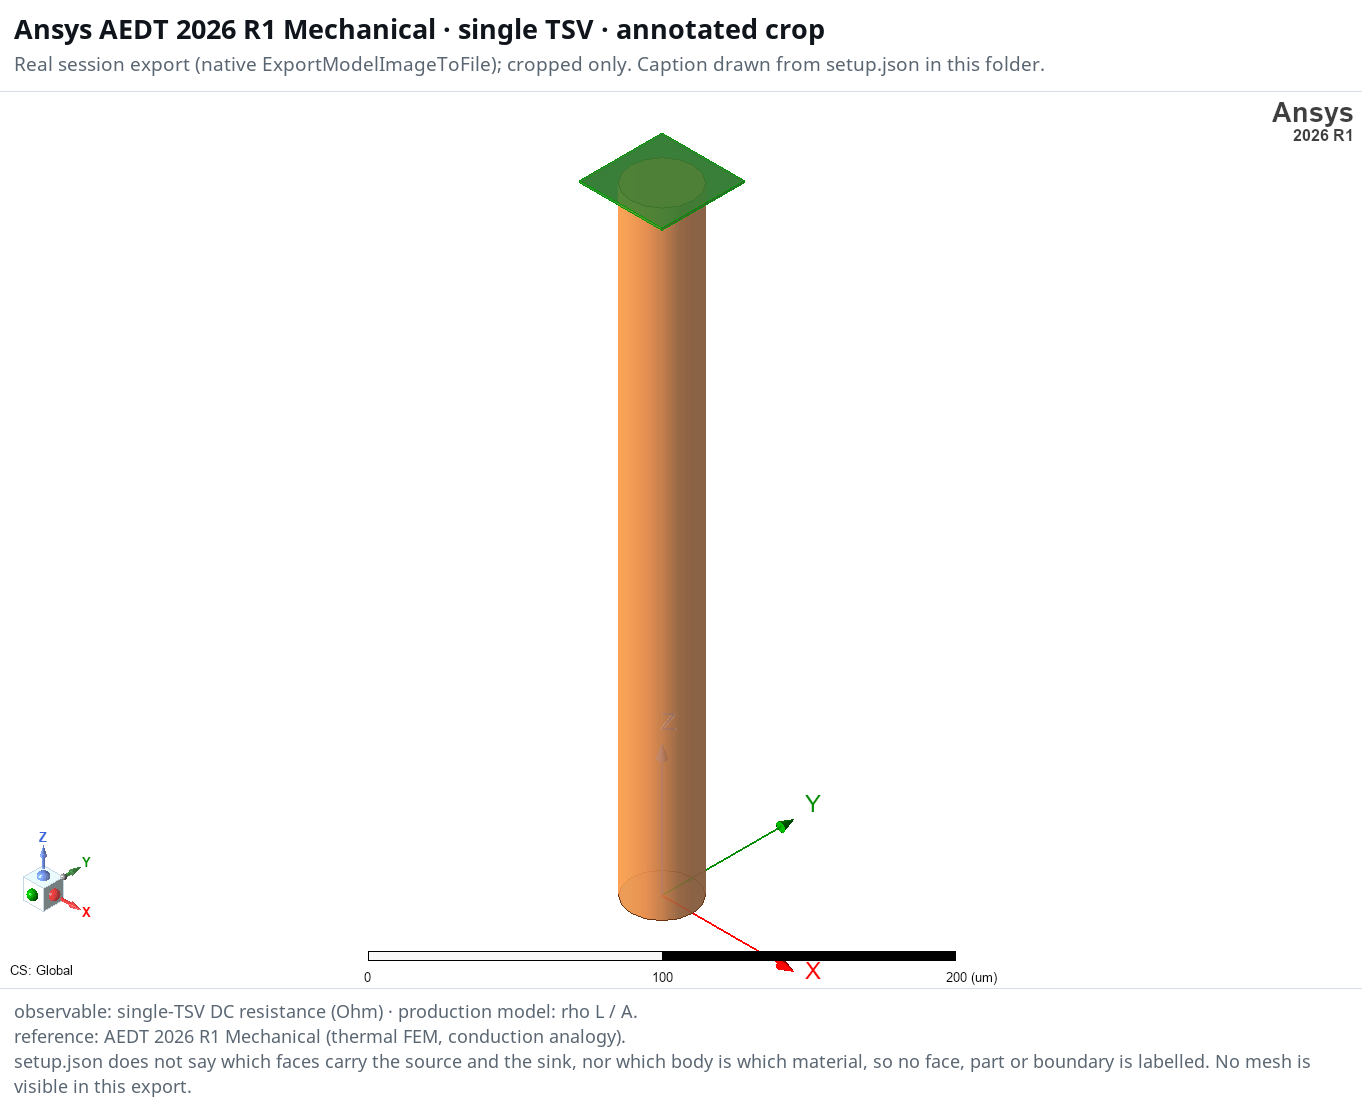 Ansys AEDT 2026 R1 Mechanical · single TSV · annotated crop
Real session export (native ExportModelImageToFile); cropped only. Caption drawn from setup.json in this folder.
Ansys
2026 R1
Z
Y
X
Z
Y
X
CS: Global
0 100 200 (um)
observable: single-TSV DC resistance (Ohm) · production model: rho L / A.
reference: AEDT 2026 R1 Mechanical (thermal FEM, conduction analogy).
setup.json does not say which faces carry the source and the sink, nor which body is which material, so no face, part or boundary is labelled. No mesh is
visible in this export.